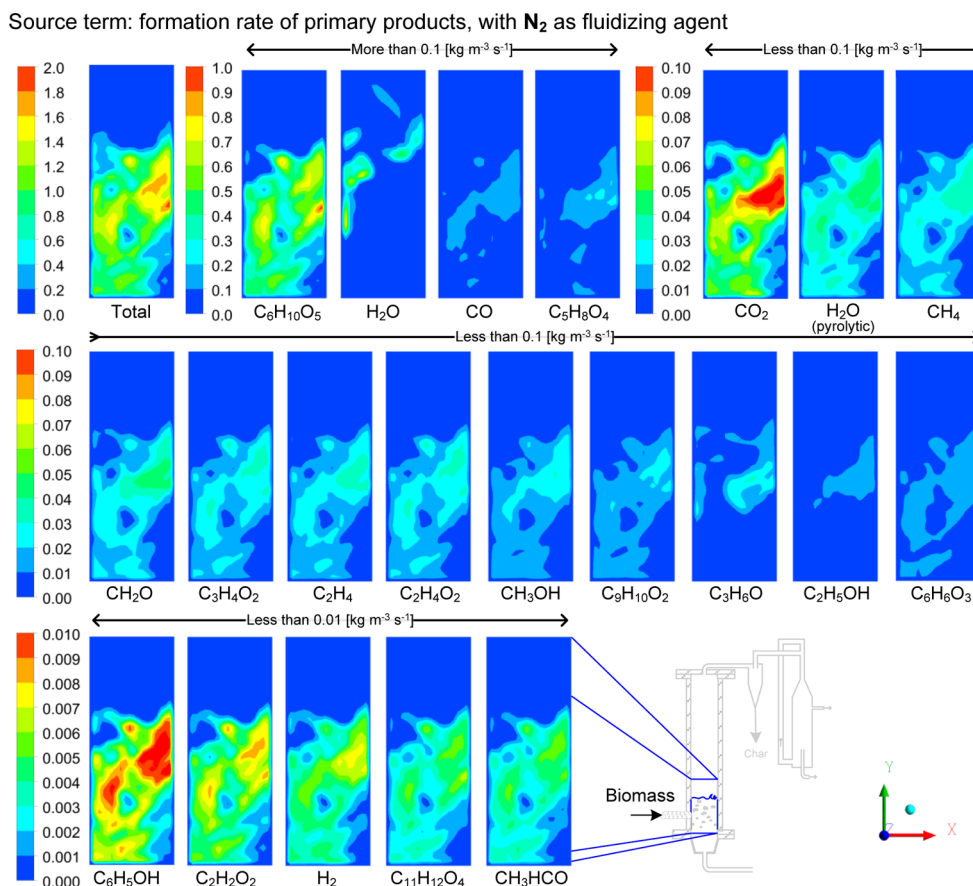 Source term: formation rate of primary products, with N₂ as fluidizing agent
More than 0.1 [kg m⁻³ s⁻¹]
Less than 0.1 [kg m⁻³ s⁻¹]
2.0
1.8
1.6
1.4
1.2
1.0
0.8
0.6
0.4
0.2
0.0
1.0
0.9
0.8
0.7
0.6
0.5
0.4
0.3
0.2
0.1
0.0
0.10
0.09
0.08
0.07
0.06
0.05
0.04
0.03
0.02
0.01
0.00
Total
C₆H₁₀O₅
H₂O
CO
C₅H₈O₄
CO₂
H₂O
(pyrolytic)
CH₄
Less than 0.1 [kg m⁻³ s⁻¹]
0.10
0.09
0.08
0.07
0.06
0.05
0.04
0.03
0.02
0.01
0.00
CH₂O
C₃H₄O₂
C₂H₄
C₂H₄O₂
CH₃OH
C₉H₁₀O₂
C₃H₆O
C₂H₅OH
C₆H₆O₃
Less than 0.01 [kg m⁻³ s⁻¹]
0.010
0.009
0.008
0.007
0.006
0.005
0.004
0.003
0.002
0.001
0.000
C₆H₅OH
C₂H₂O₂
H₂
C₁₁H₁₂O₄
CH₃HCO
Char
Biomass
Y
Z
X